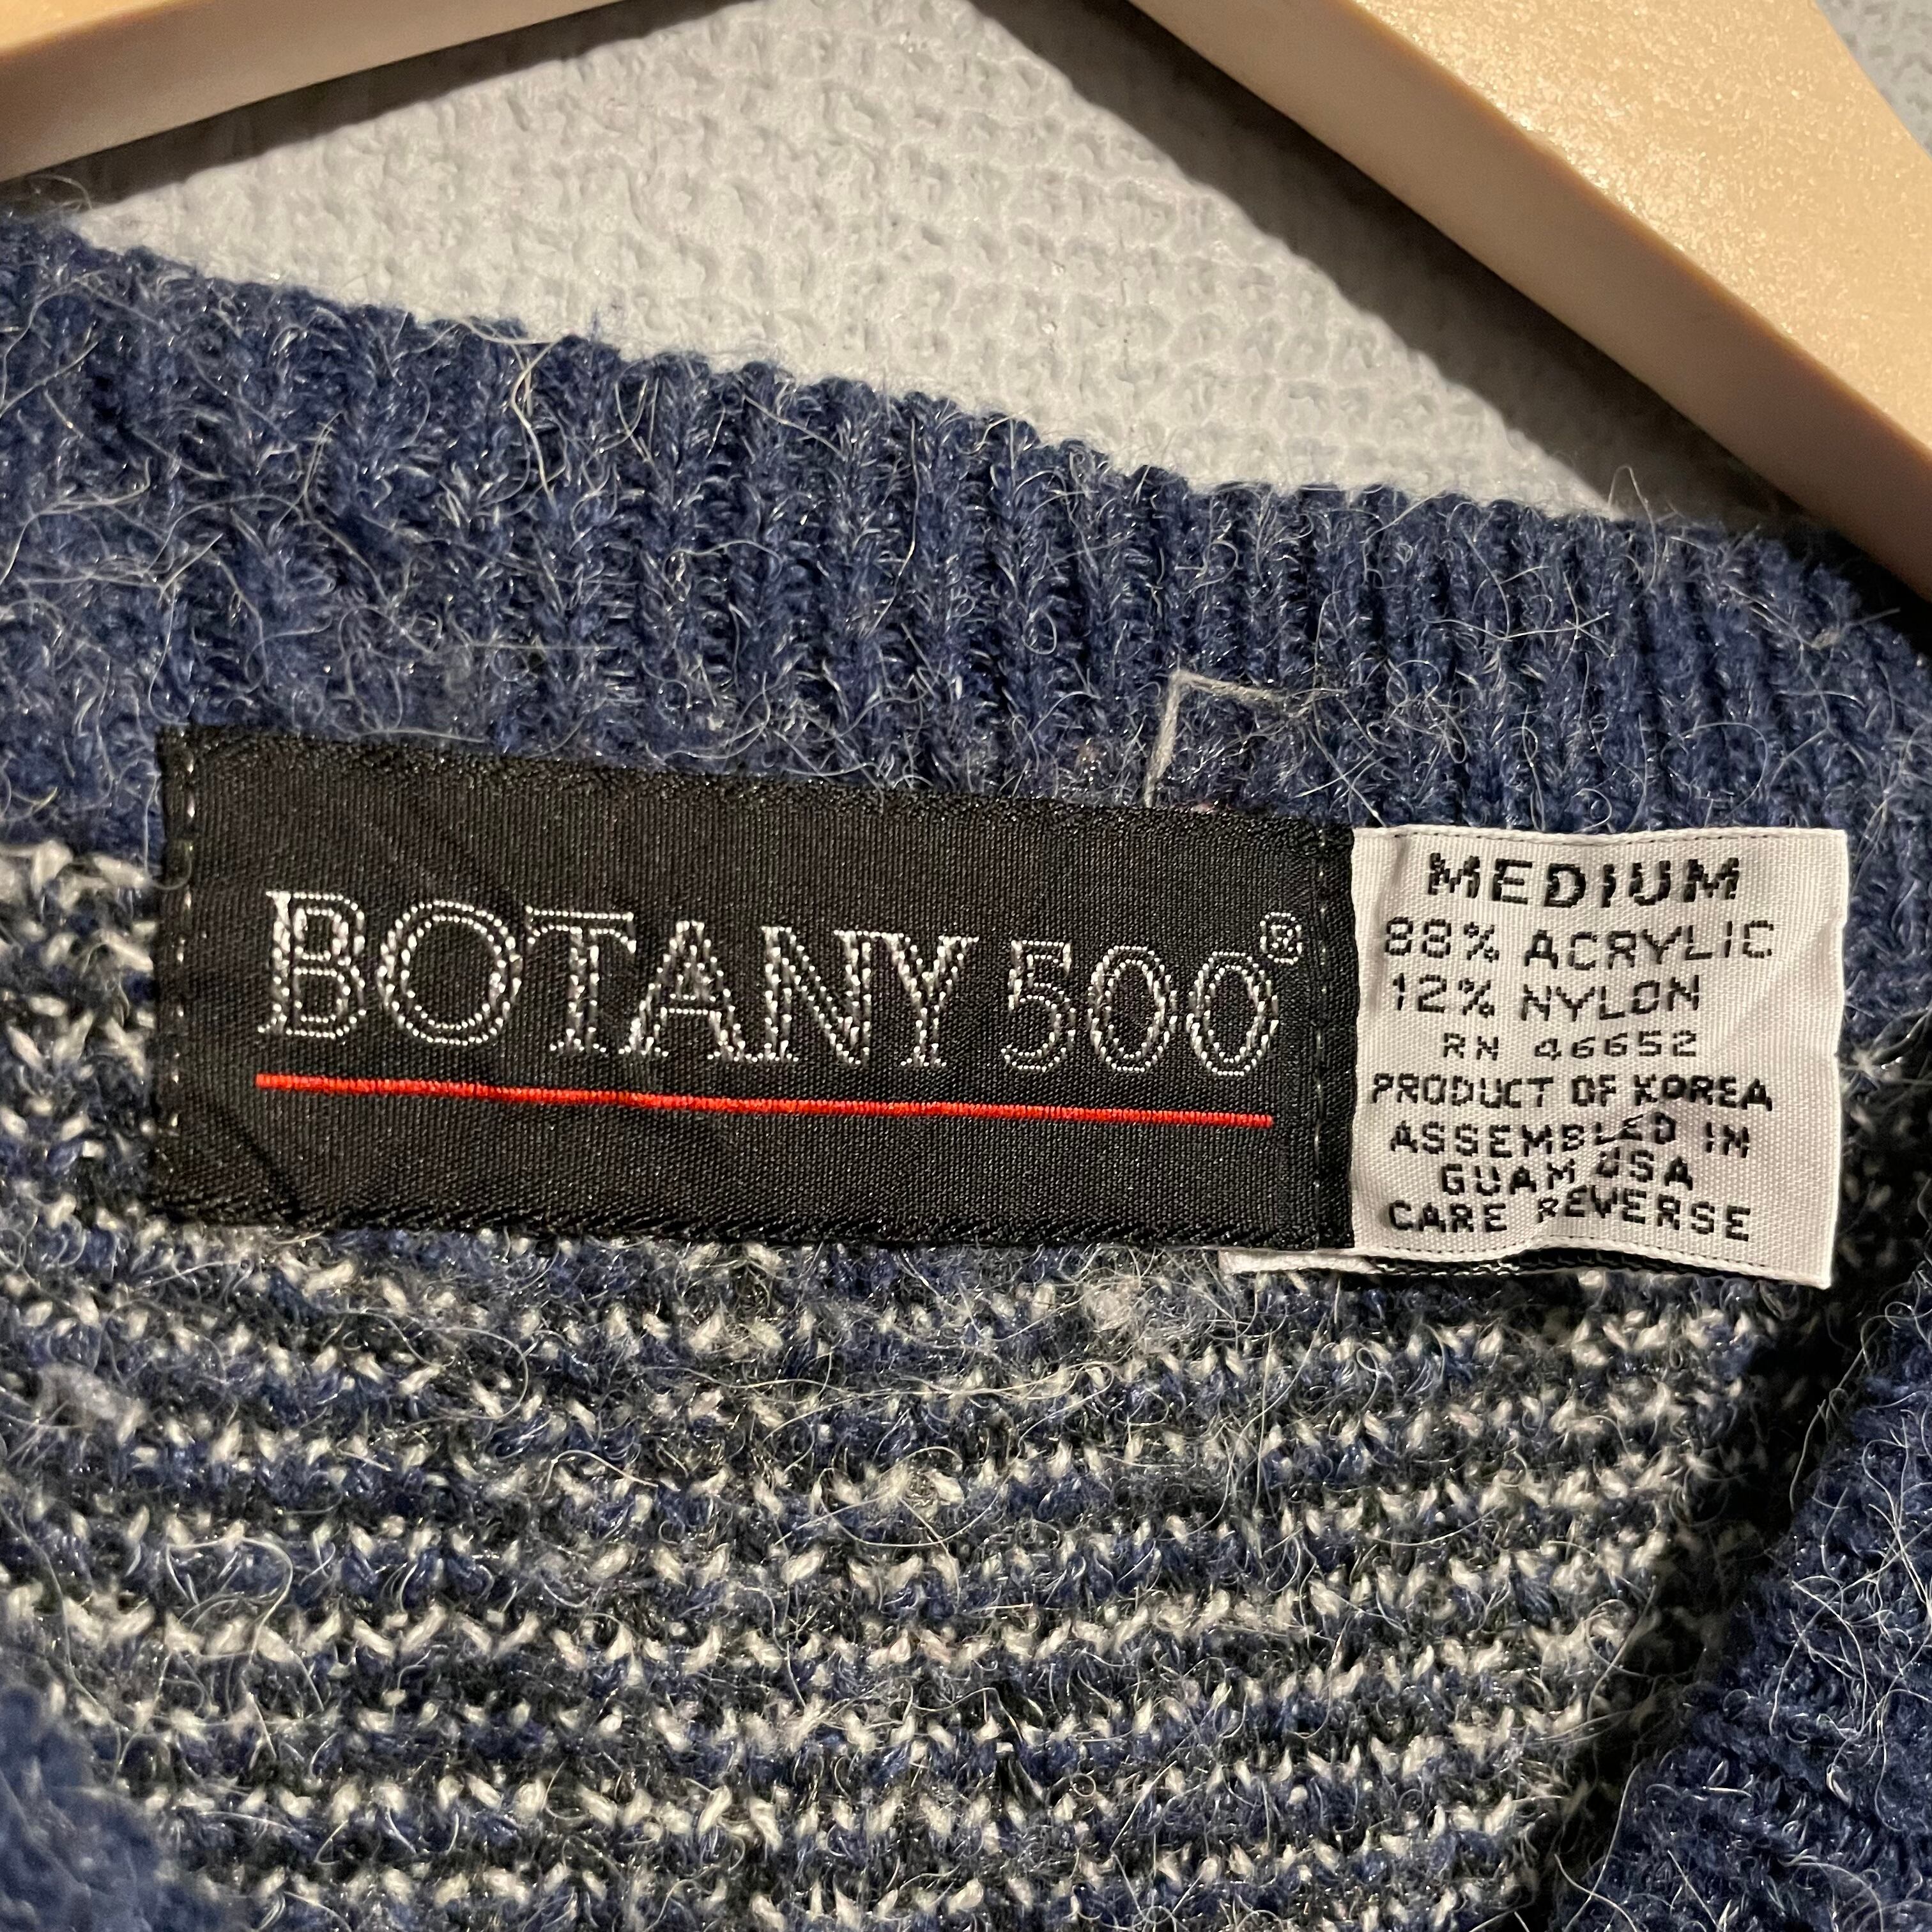 BOTANY 500®
MEDIUM
88% ACRYLIC
12% NYLON
RN 46652
PRODUCT OF KOREA
ASSEMBLED IN
GUAM USA
CARE REVERSE